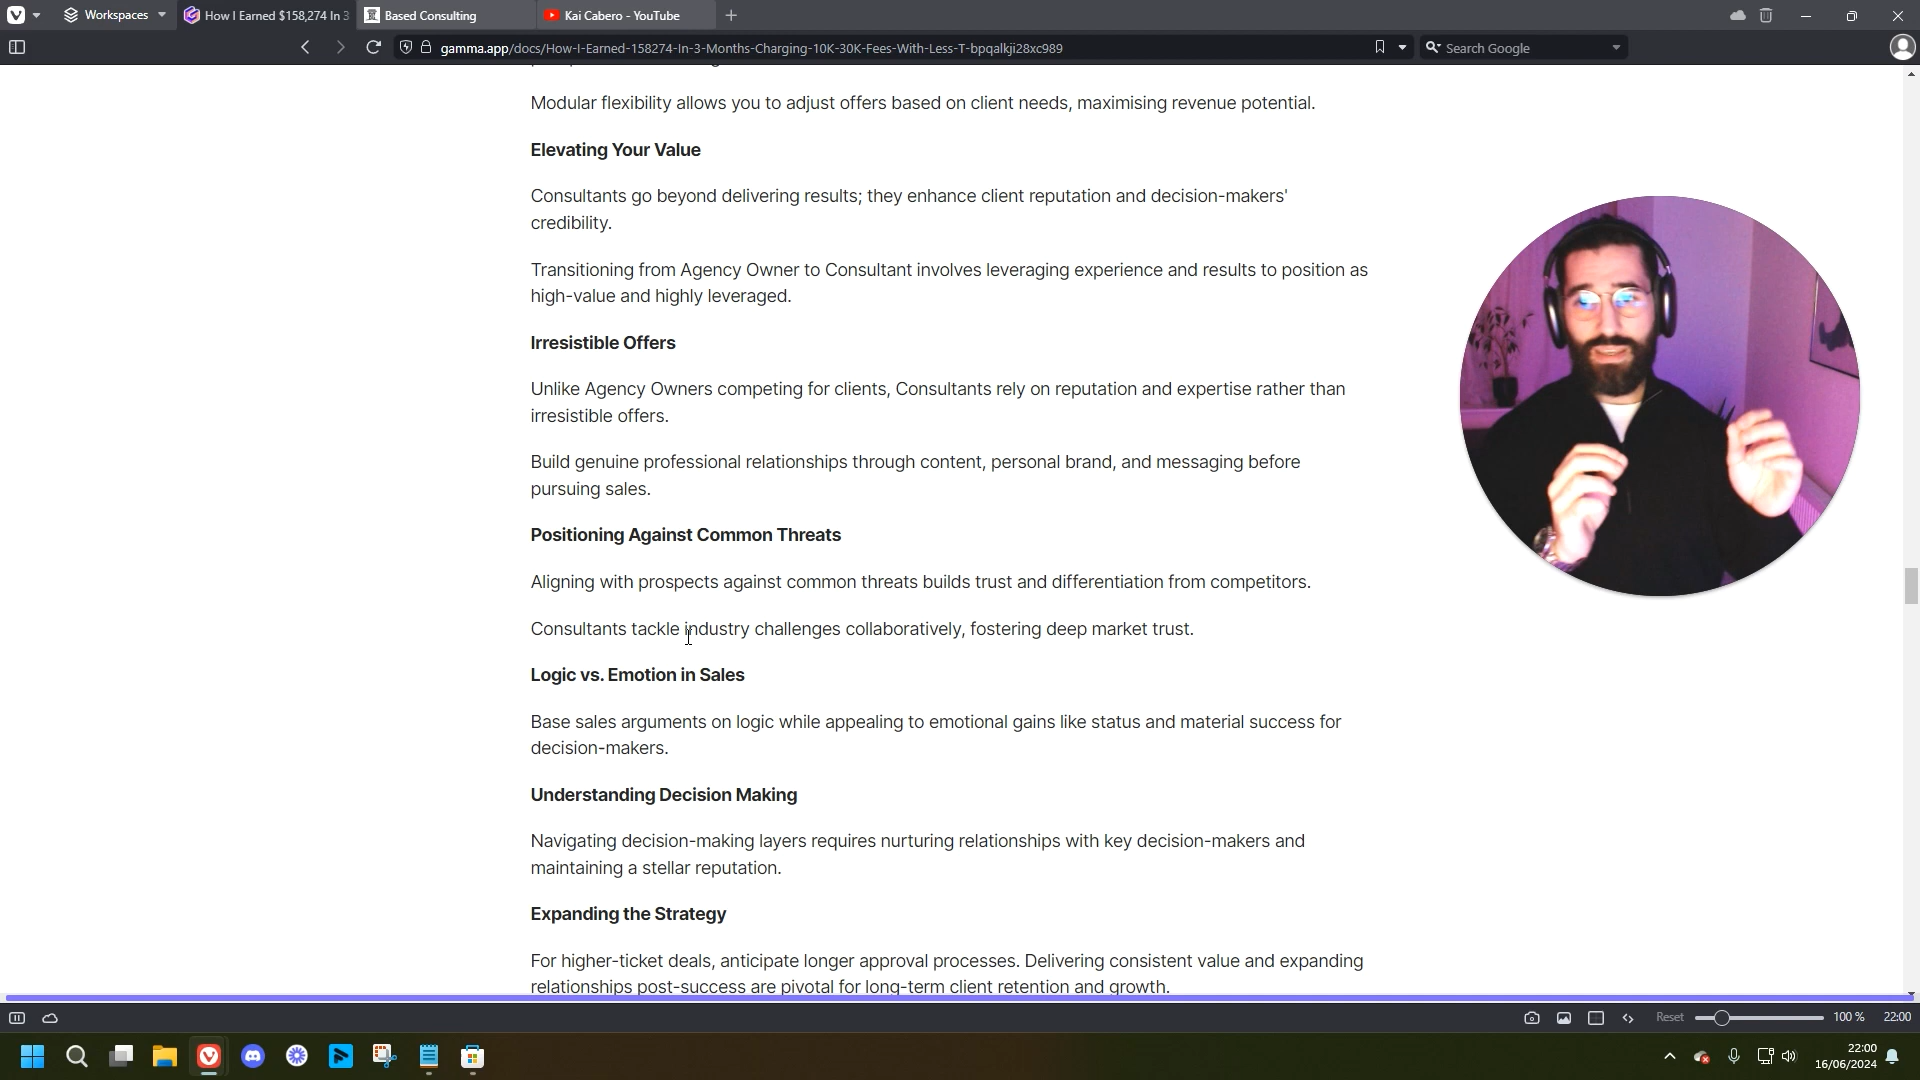 Workspaces
How I Earned $158,274 In 3
Based Consulting
Kai Cabero - YouTube
gamma.app/docs/How-I-Earned-158274-In-3-Months-Charging-10K-30K-Fees-With-Less-T-bpqalkji28xc989
Search Google
Modular flexibility allows you to adjust offers based on client needs, maximising revenue potential.
Elevating Your Value
Consultants go beyond delivering results; they enhance client reputation and decision-makers'
credibility.
Transitioning from Agency Owner to Consultant involves leveraging experience and results to position as
high-value and highly leveraged.
Irresistible Offers
Unlike Agency Owners competing for clients, Consultants rely on reputation and expertise rather than
irresistible offers.
Build genuine professional relationships through content, personal brand, and messaging before
pursuing sales.
Positioning Against Common Threats
Aligning with prospects against common threats builds trust and differentiation from competitors.
Consultants tackle industry challenges collaboratively, fostering deep market trust.
Logic vs. Emotion in Sales
Base sales arguments on logic while appealing to emotional gains like status and material success for
decision-makers.
Understanding Decision Making
Navigating decision-making layers requires nurturing relationships with key decision-makers and
maintaining a stellar reputation.
Expanding the Strategy
For higher-ticket deals, anticipate longer approval processes. Delivering consistent value and expanding
relationships post-success are pivotal for long-term client retention and growth.
Reset
100 %
22:00
22:00
16/06/2024